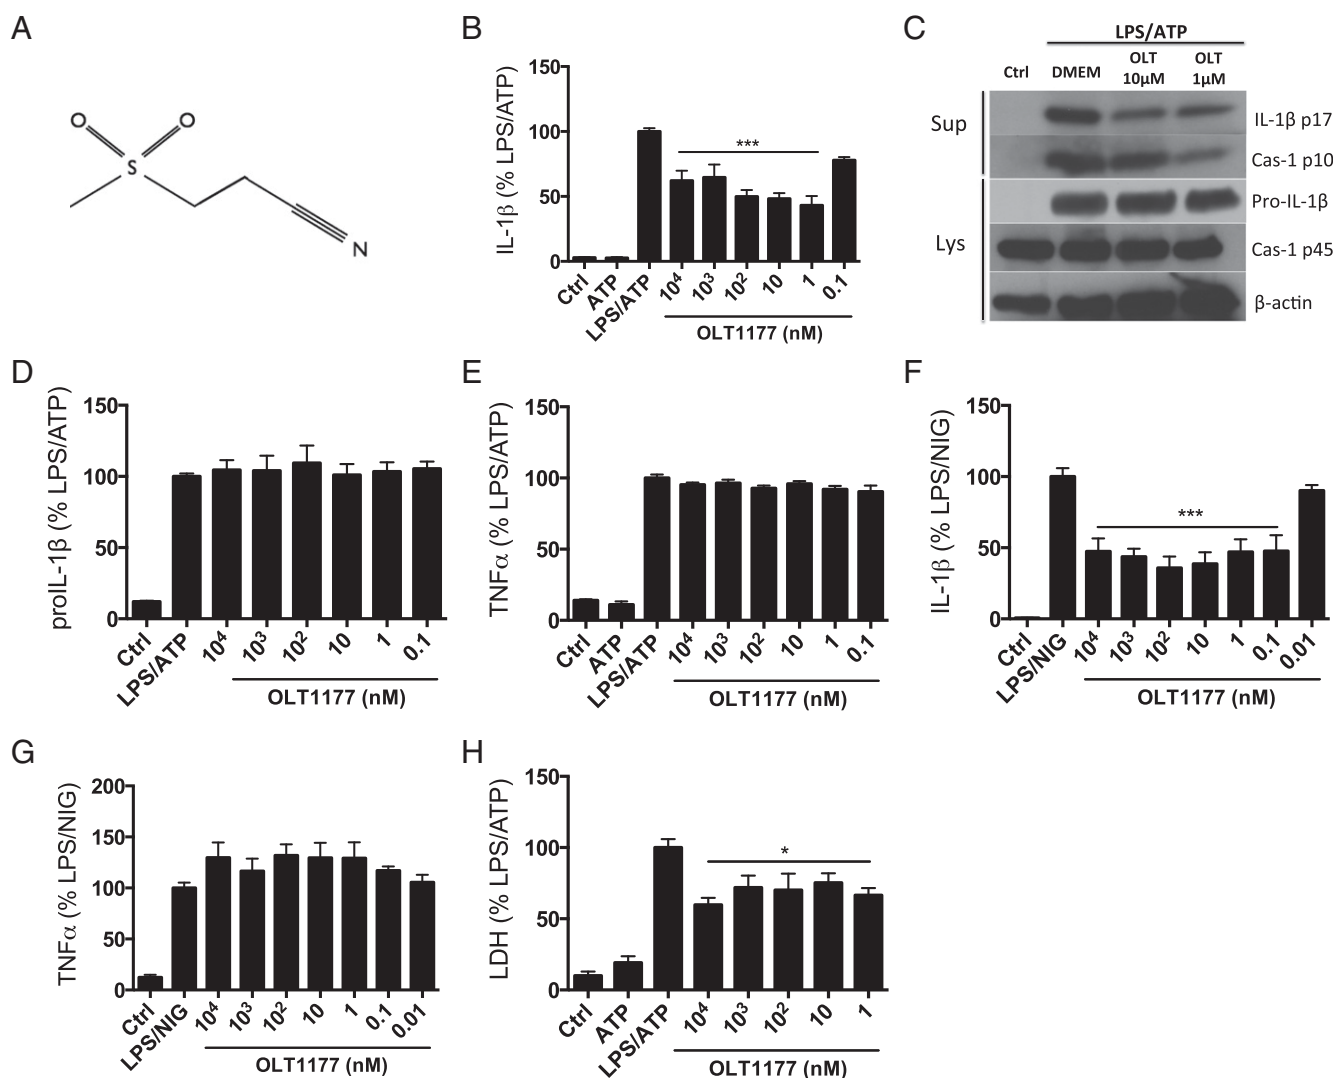 A
O
O
S
N
B
IL-1β (% LPS/ATP)
150
100
50
0
***
Ctrl
ATP
LPS/ATP
10⁴
10³
10²
10
1
0.1
OLT1177 (nM)
C
LPS/ATP
Ctrl
DMEM
OLT
10μM
OLT
1μM
Sup
Lys
IL-1β p17
Cas-1 p10
Pro-IL-1β
Cas-1 p45
β-actin
D
proIL-1β (% LPS/ATP)
150
100
50
0
Ctrl
LPS/ATP
10⁴
10³
10²
10
1
0.1
OLT1177 (nM)
E
TNFα (% LPS/ATP)
150
100
50
0
Ctrl
ATP
LPS/ATP
10⁴
10³
10²
10
1
0.1
OLT1177 (nM)
F
IL-1β (% LPS/NIG)
150
100
50
0
***
Ctrl
LPS/NIG
10⁴
10³
10²
10
1
0.1
0.01
OLT1177 (nM)
G
TNFα (% LPS/NIG)
200
150
100
50
0
Ctrl
LPS/NIG
10⁴
10³
10²
10
1
0.1
0.01
OLT1177 (nM)
H
LDH (% LPS/ATP)
150
100
50
0
*
Ctrl
ATP
LPS/ATP
10⁴
10³
10²
10
1
OLT1177 (nM)